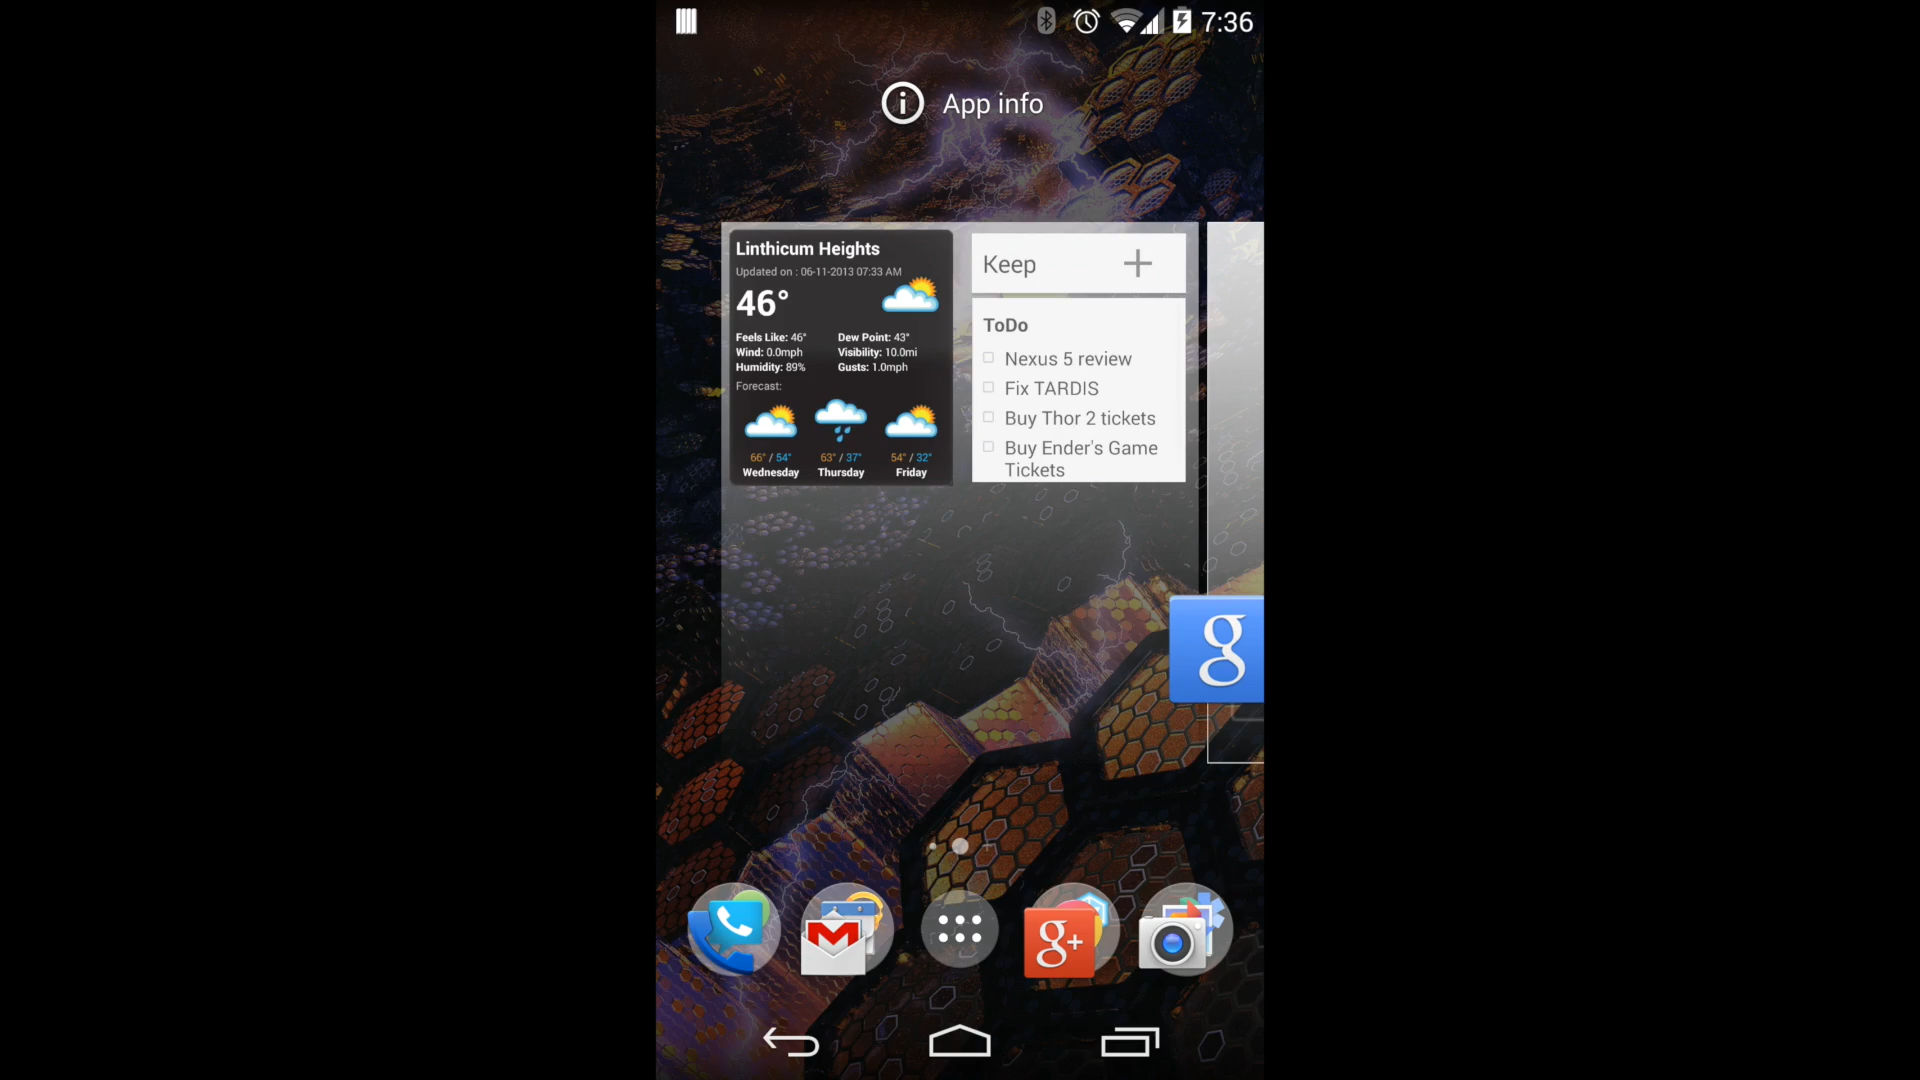 7:36
App info
Linthicum Heights
Updated on : 06-11-2013 07:33 AM
46°
Feels Like: 46°
Dew Point: 43°
Wind: 0.0mph
Visibility: 10.0mi
Humidity: 89%
Gusts: 1.0mph
Forecast:
66° / 54°
63° / 37°
54° / 32°
Wednesday
Thursday
Friday
Keep
ToDo
Nexus 5 review
Fix TARDIS
Buy Thor 2 tickets
Buy Ender's Game
Tickets
g
g+